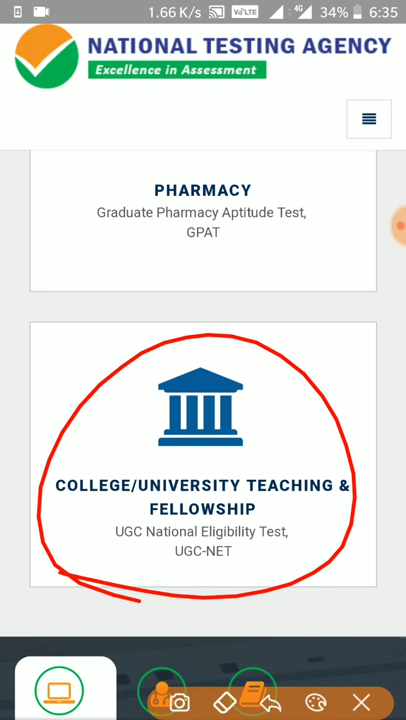 1.66 K/s VoLTE 4G 34% 6:35
NATIONAL TESTING AGENCY
Excellence in Assessment
PHARMACY
Graduate Pharmacy Aptitude Test,
GPAT
COLLEGE/UNIVERSITY TEACHING &
FELLOWSHIP
UGC National Eligibility Test,
UGC-NET